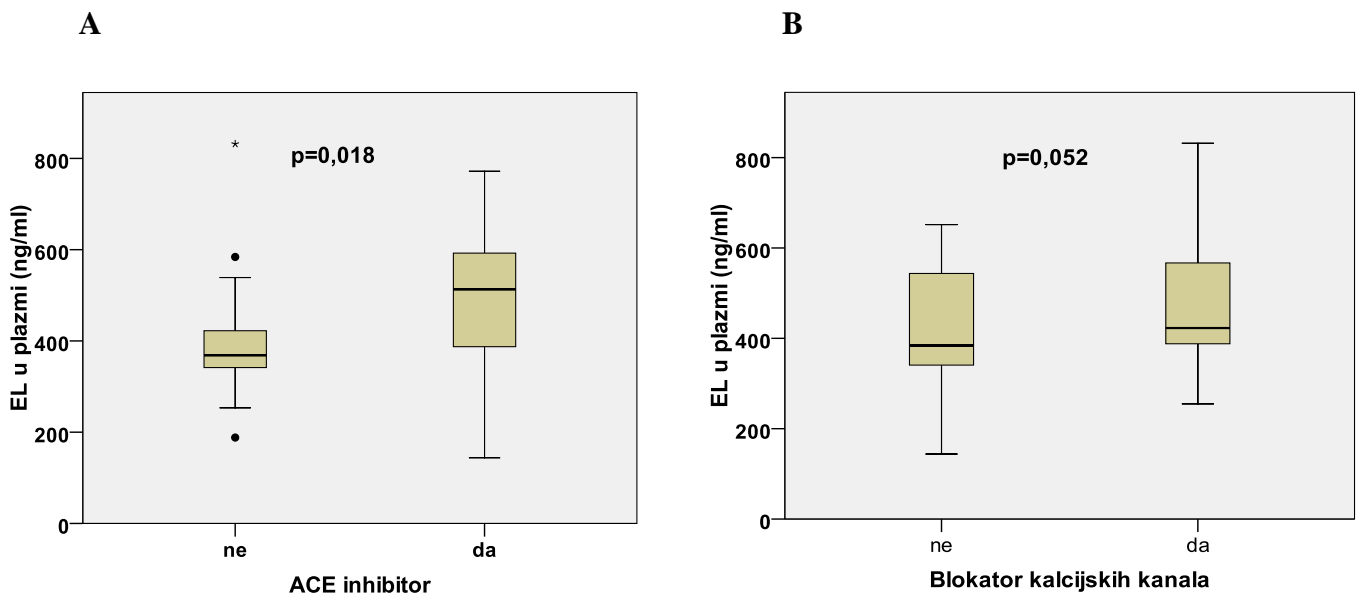 A
B
EL u plazmi (ng/ml)
800
600
400
200
0
*
p=0,018
ne
da
ACE inhibitor
EL u plazmi (ng/ml)
800
600
400
200
0
p=0,052
ne
da
Blokator kalcijskih kanala